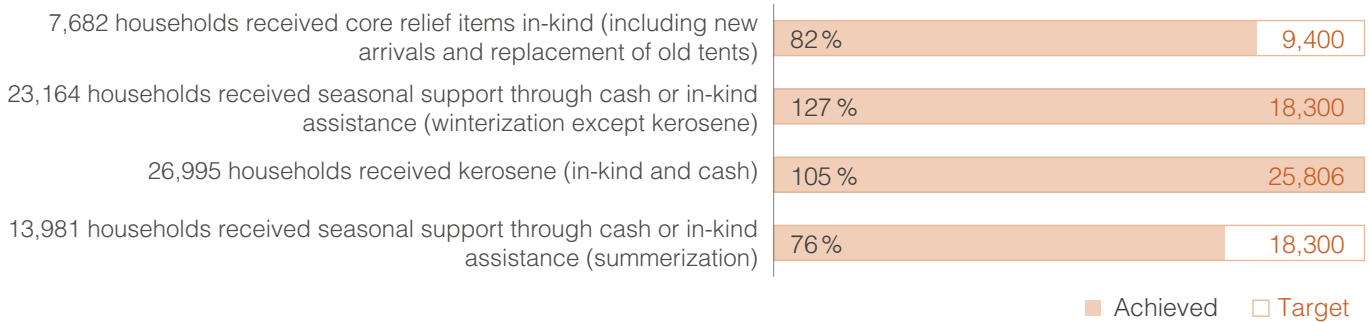 7,682 households received core relief items in-kind (including new
arrivals and replacement of old tents)
82%
9,400
23,164 households received seasonal support through cash or in-kind
assistance (winterization except kerosene)
127%
18,300
26,995 households received kerosene (in-kind and cash)
105%
25,806
13,981 households received seasonal support through cash or in-kind
assistance (summerization)
76%
18,300
Achieved
Target